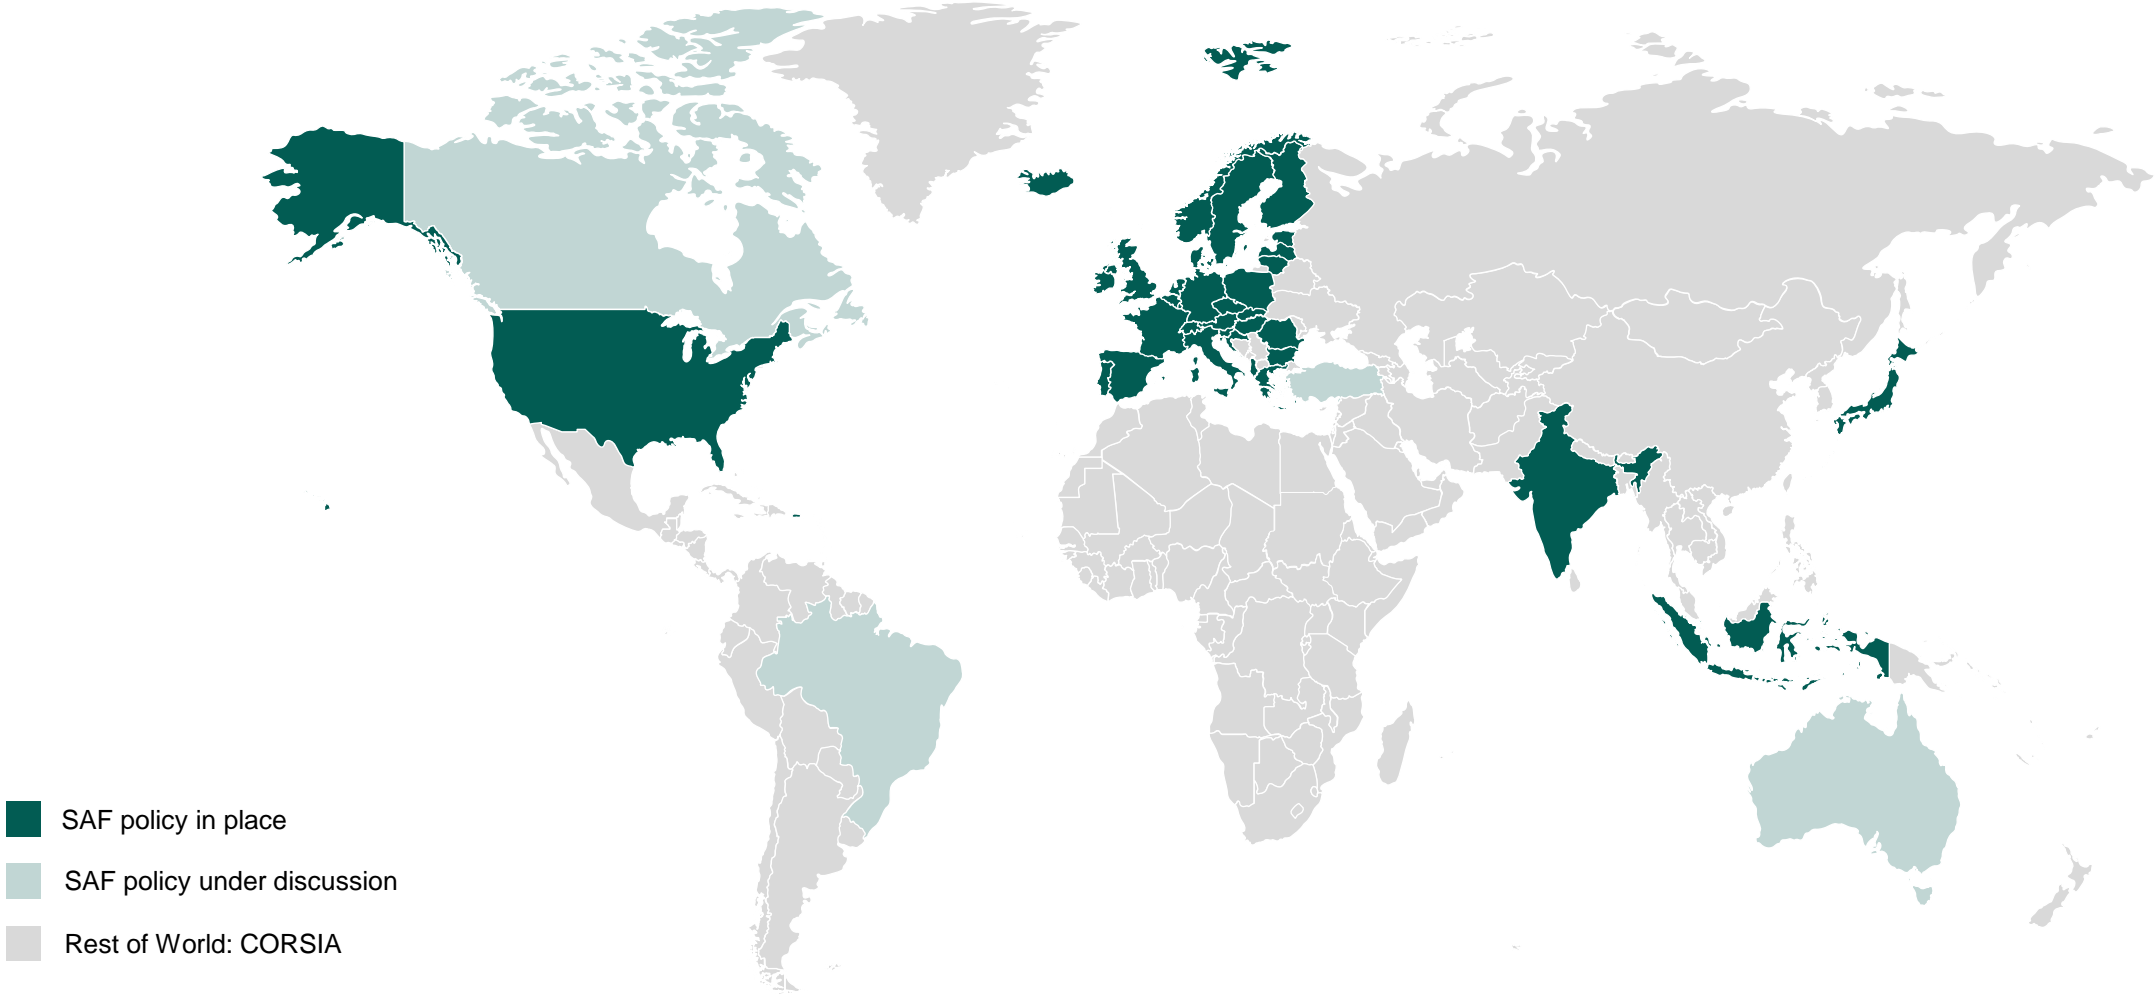 SAF policy in place
SAF policy under discussion
Rest of World: CORSIA